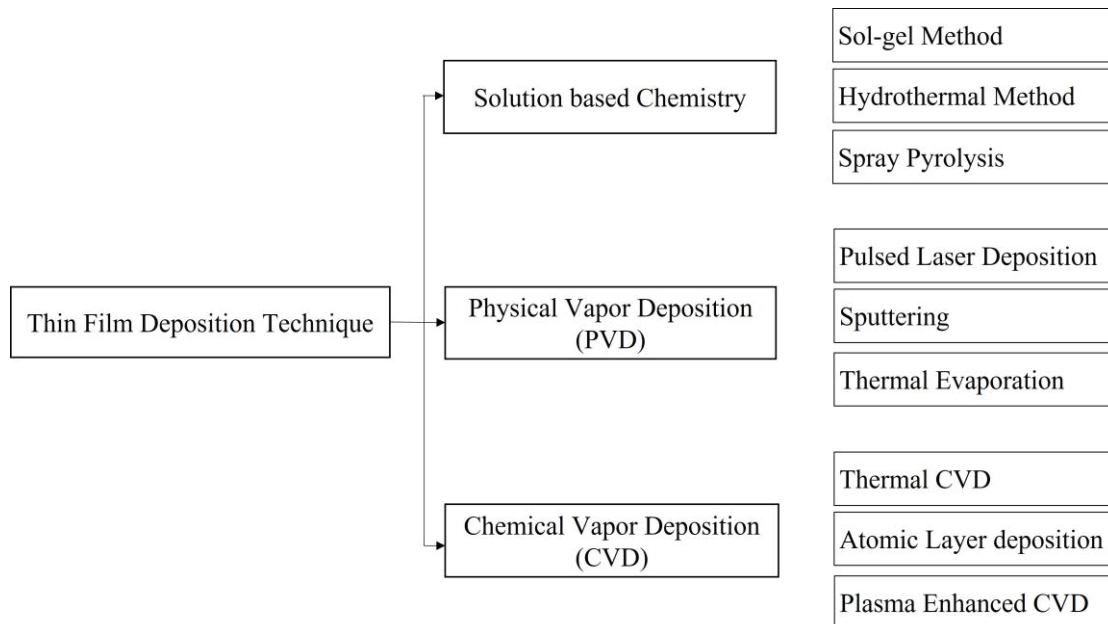 Thin Film Deposition Technique
Solution based Chemistry
Sol-gel Method
Hydrothermal Method
Spray Pyrolysis
Physical Vapor Deposition
(PVD)
Pulsed Laser Deposition
Sputtering
Thermal Evaporation
Chemical Vapor Deposition
(CVD)
Thermal CVD
Atomic Layer deposition
Plasma Enhanced CVD